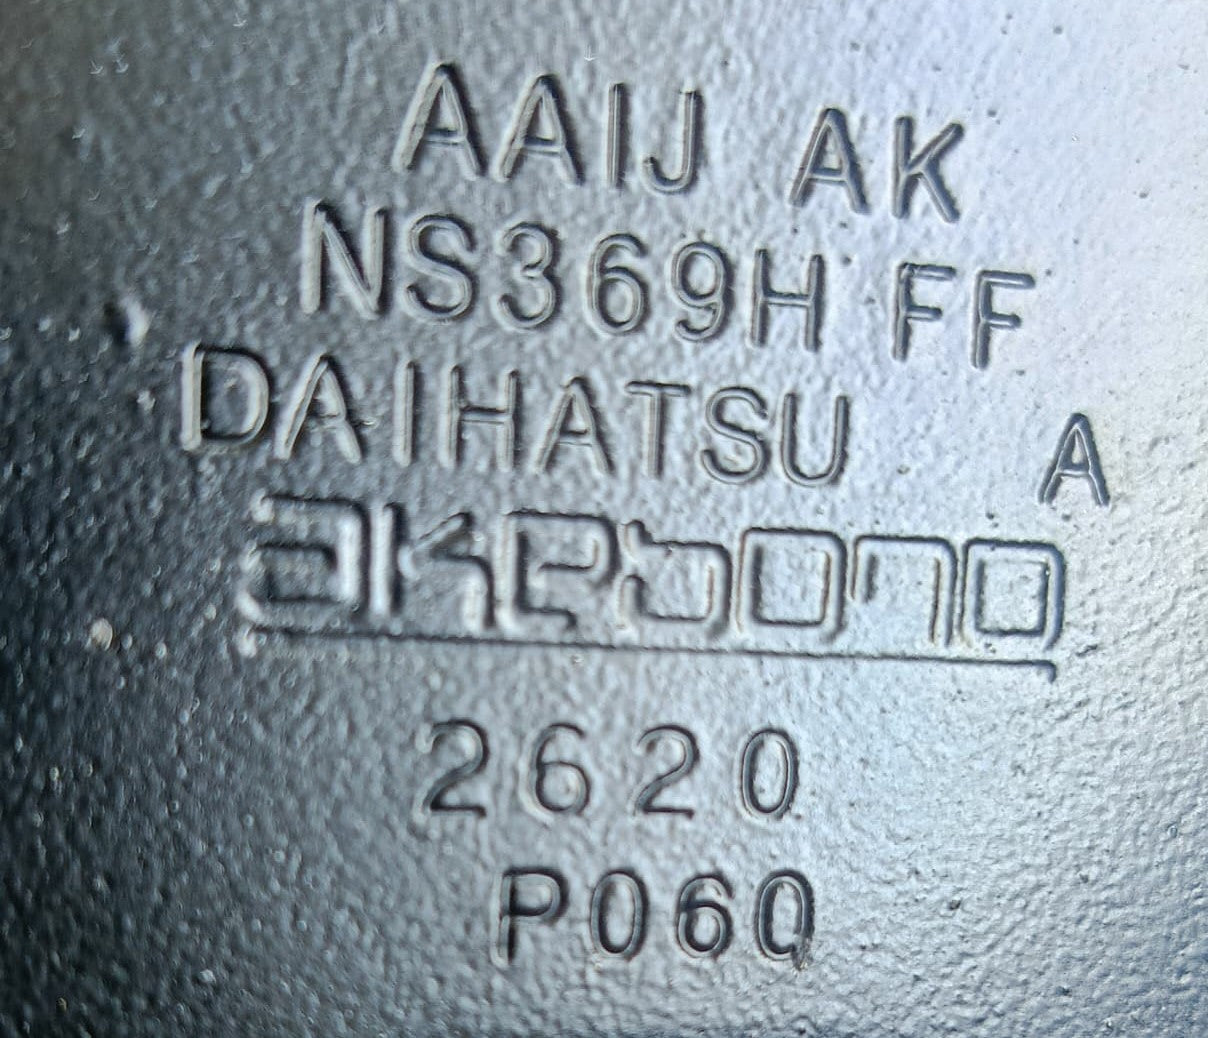 AAIJ AK
NS369H FF
DAIHATSU A
akebono
2620
P060